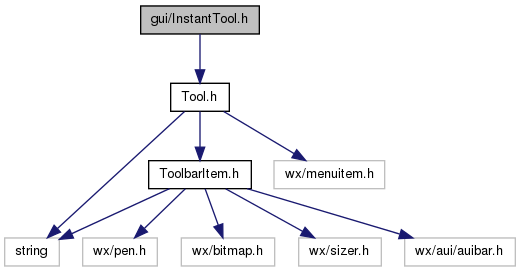 gui/InstantTool.h
Tool.h
ToolbarItem.h
wx/menuitem.h
string
wx/pen.h
wx/bitmap.h
wx/sizer.h
wx/aui/auibar.h